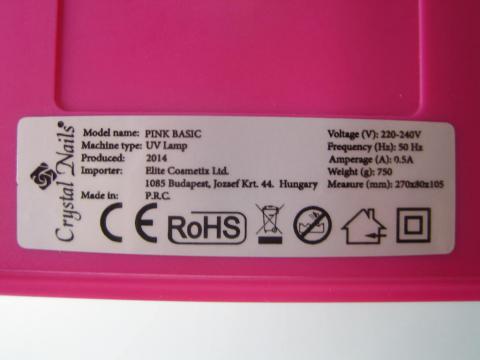 Crystal Nails®
Model name: PINK BASIC
Machine type: UV Lamp
Produced: 2014
Importer: Elite Cosmetix Ltd.
1085 Budapest, Jozsef Krt. 44. Hungary
Made in: P.R.C.
Voltage (V): 220-240V
Frequency (Hz): 50 Hz
Amperage (A): 0.5A
Weight (g): 750
Measure (mm): 270x80x105
CE RoHS